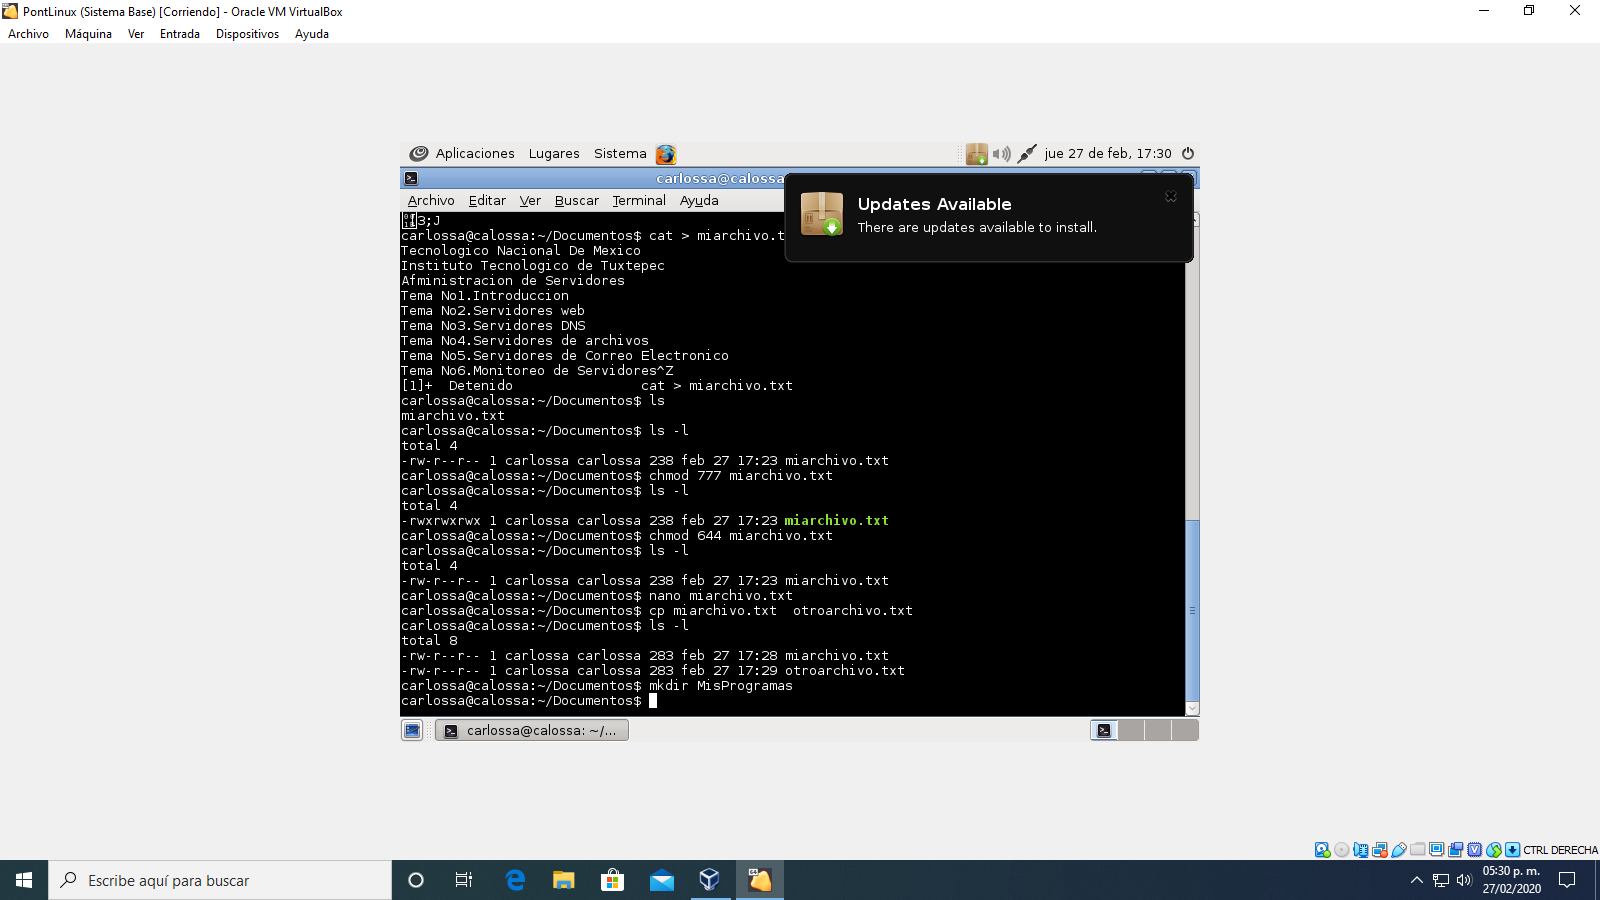 PontLinux (Sistema Base) [Corriendo] - Oracle VM VirtualBox
Archivo Máquina Ver Entrada Dispositivos Ayuda
Aplicaciones Lugares Sistema jue 27 de feb, 17:30
carlossa@calossa
Archivo Editar Ver Buscar Terminal Ayuda
Updates Available
There are updates available to install.
3;J
carlossa@calossa:~/Documentos$ cat > miarchivo.t
Tecnologico Nacional De Mexico
Instituto Tecnologico de Tuxtepec
Afministracion de Servidores
Tema No1.Introduccion
Tema No2.Servidores web
Tema No3.Servidores DNS
Tema No4.Servidores de archivos
Tema No5.Servidores de Correo Electronico
Tema No6.Monitoreo de Servidores^Z
[1]+  Detenido                cat > miarchivo.txt
carlossa@calossa:~/Documentos$ ls
miarchivo.txt
carlossa@calossa:~/Documentos$ ls -l
total 4
-rw-r--r-- 1 carlossa carlossa 238 feb 27 17:23 miarchivo.txt
carlossa@calossa:~/Documentos$ chmod 777 miarchivo.txt
carlossa@calossa:~/Documentos$ ls -l
total 4
-rwxrwxrwx 1 carlossa carlossa 238 feb 27 17:23 miarchivo.txt
carlossa@calossa:~/Documentos$ chmod 644 miarchivo.txt
carlossa@calossa:~/Documentos$ ls -l
total 4
-rw-r--r-- 1 carlossa carlossa 238 feb 27 17:23 miarchivo.txt
carlossa@calossa:~/Documentos$ nano miarchivo.txt
carlossa@calossa:~/Documentos$ cp miarchivo.txt  otroarchivo.txt
carlossa@calossa:~/Documentos$ ls -l
total 8
-rw-r--r-- 1 carlossa carlossa 283 feb 27 17:28 miarchivo.txt
-rw-r--r-- 1 carlossa carlossa 283 feb 27 17:29 otroarchivo.txt
carlossa@calossa:~/Documentos$ mkdir MisProgramas
carlossa@calossa:~/Documentos$
carlossa@calossa: ~/...
CTRL DERECHA
Escribe aquí para buscar
05:30 p. m.
27/02/2020